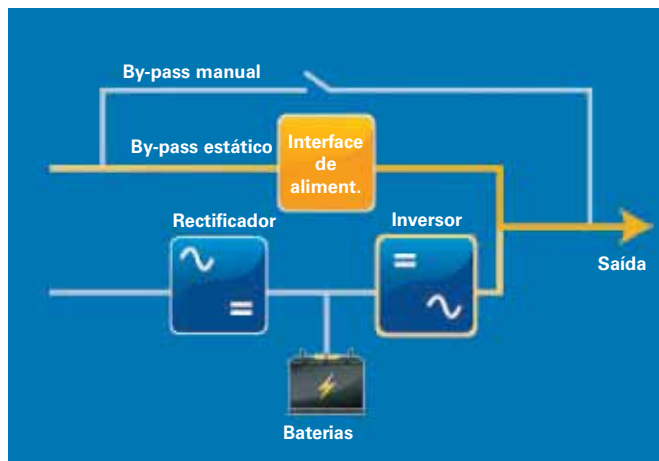 By-pass manual
By-pass estático
Interface
de
aliment.
Rectificador
Inversor
Saída
Baterias